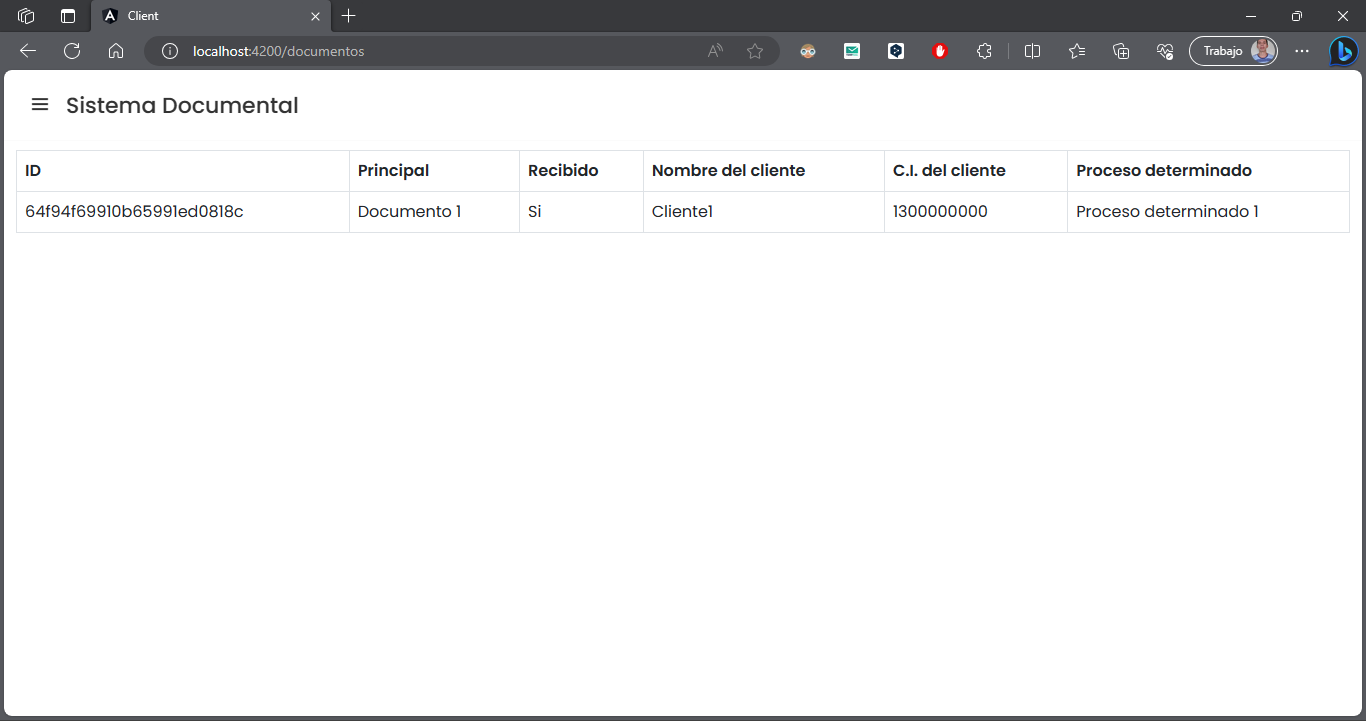 Client
localhost:4200/documentos
Trabajo
Sistema Documental
ID Principal Recibido Nombre del cliente C.I. del cliente Proceso determinado
64f94f69910b65991ed0818c Documento 1 Si Cliente1 1300000000 Proceso determinado 1